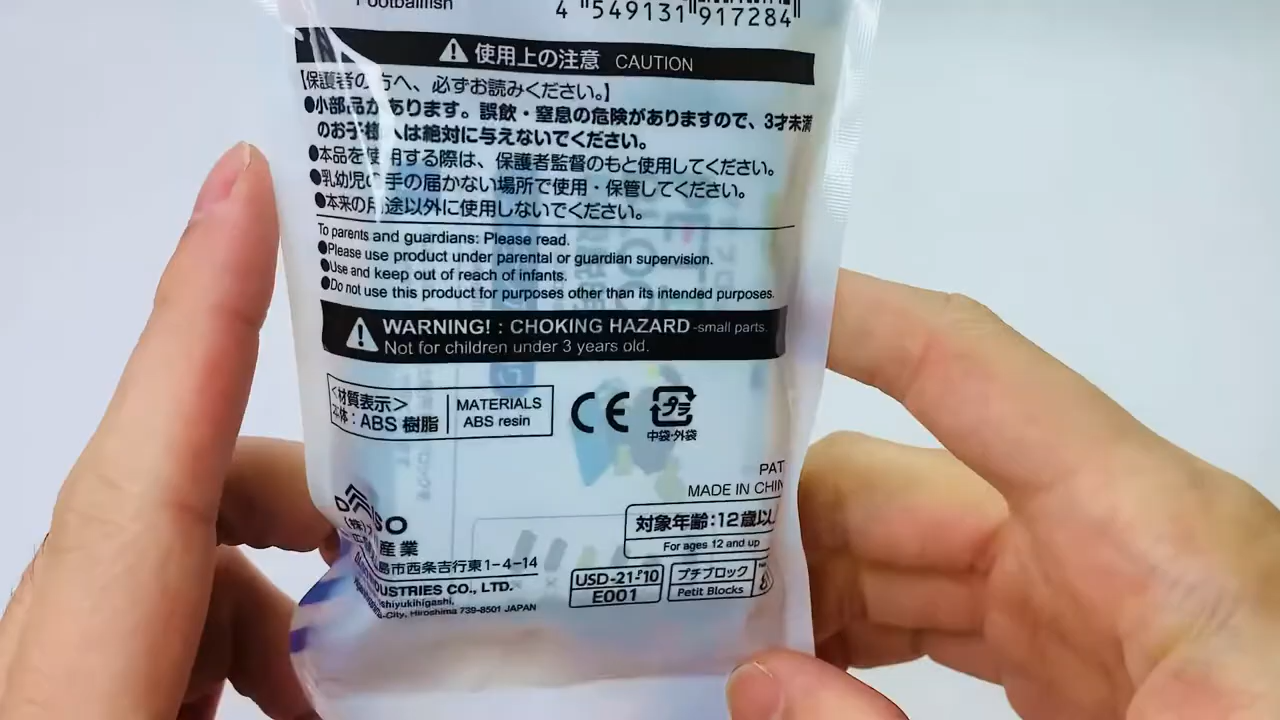 Footballfish
4 549131 917284
使用上の注意 CAUTION
【保護者の方へ、必ずお読みください。】
●小部品があります。誤飲・窒息の危険がありますので、3才未満
のお子様へは絶対に与えないでください。
●本品を使用する際は、保護者監督のもと使用してください。
●乳幼児の手の届かない場所で使用・保管してください。
●本来の用途以外に使用しないでください。
To parents and guardians: Please read.
●Please use product under parental or guardian supervision.
●Use and keep out of reach of infants.
●Do not use this product for purposes other than its intended purposes.
WARNING! : CHOKING HAZARD -small parts.
Not for children under 3 years old.
<材質表示>
本体：ABS 樹脂
MATERIALS
ABS resin
CE
プラ
中袋・外袋
PAT
MADE IN CHIN
対象年齢：12歳以
For ages 12 and up
DAISO
(株)
産業
島市西条吉行東1-4-14
INDUSTRIES CO., LTD.
shiyukihigashi,
-City, Hiroshima 739-8501 JAPAN
USD-21 10
E001
プチブロック
Petit Blocks